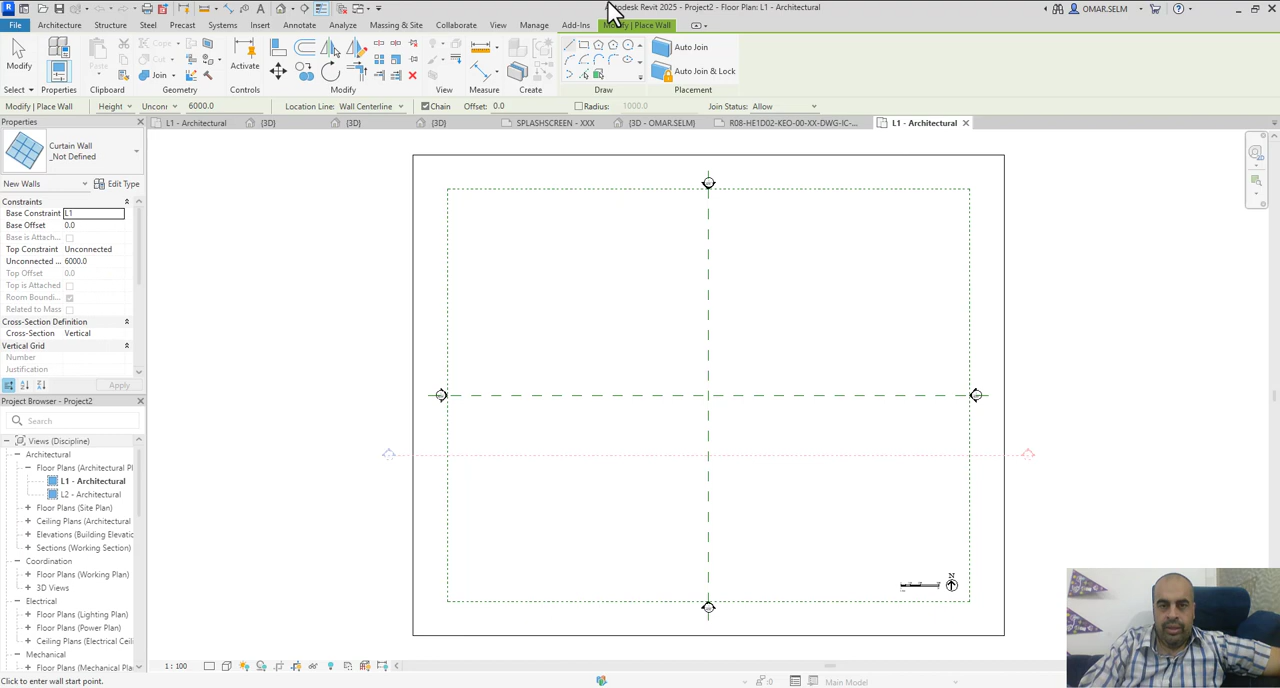 Autodesk Revit 2025 - Project2 - Floor Plan: L1 - Architectural
OMAR.SELM
File Architecture Structure Steel Precast Systems Insert Annotate Analyze Massing & Site Collaborate View Manage Add-Ins Modify | Place Wall
Modify
Paste
Cope
Cut
Join
Activate
Auto Join
Auto Join & Lock
Select Properties Clipboard Geometry Controls Modify View Measure Create Draw Placement
Modify | Place Wall Height Uncon 6000.0 Location Line: Wall Centerline Chain Offset: 0.0 Radius: 1000.0 Join Status: Allow
Properties
L1 - Architectural
{3D}
{3D}
{3D}
SPLASHSCREEN - XXX
{3D - OMAR.SELM}
R08-HE1D02-KEO-00-XX-DWG-IC-...
L1 - Architectural
Curtain Wall
_Not Defined
New Walls Edit Type
Constraints
Base Constraint L1
Base Offset 0.0
Base is Attach...
Top Constraint Unconnected
Unconnected ... 6000.0
Top Offset 0.0
Top is Attached
Room Boundi...
Related to Mass
Cross-Section Definition
Cross-Section Vertical
Vertical Grid
Number
Justification
Apply
Project Browser - Project2
Search
Views (Discipline)
Architectural
Floor Plans (Architectural Pl
L1 - Architectural
L2 - Architectural
Floor Plans (Site Plan)
Ceiling Plans (Architectural
Elevations (Building Elevatic
Sections (Working Section)
Coordination
Floor Plans (Working Plan)
3D Views
Electrical
Floor Plans (Lighting Plan)
Floor Plans (Power Plan)
Ceiling Plans (Electrical Ceili
Mechanical
Floor Plans (Mechanical Pla
N
1 : 100
Click to enter wall start point.
:0
Main Model